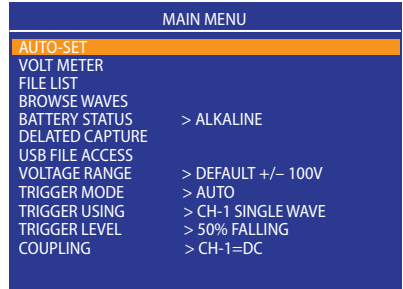 MAIN MENU
AUTO-SET
VOLT METER
FILE LIST
BROWSE WAVES
BATTERY STATUS > ALKALINE
DELATED CAPTURE
USB FILE ACCESS
VOLTAGE RANGE > DEFAULT +/– 100V
TRIGGER MODE > AUTO
TRIGGER USING > CH-1 SINGLE WAVE
TRIGGER LEVEL > 50% FALLING
COUPLING > CH-1=DC